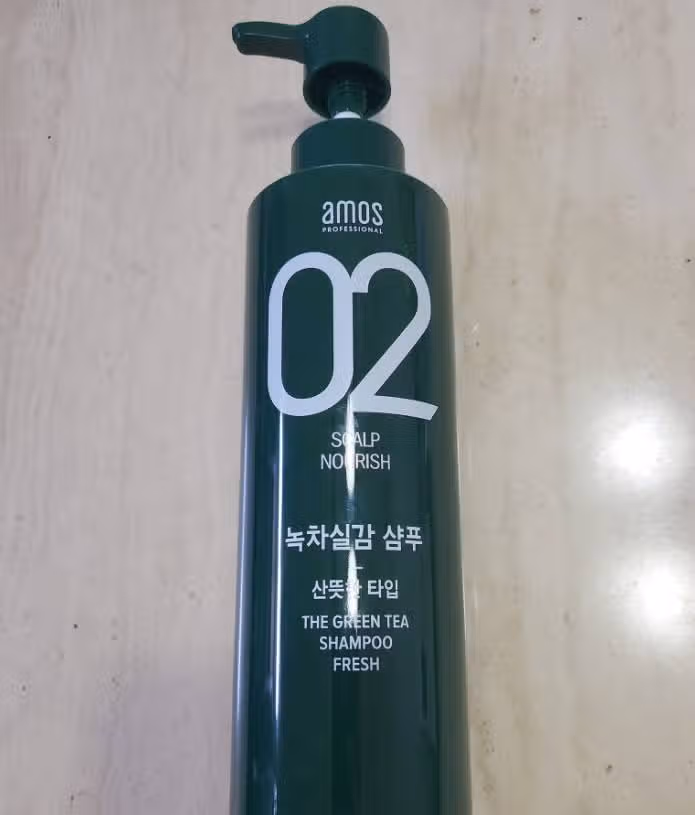 amos
PROFESSIONAL
02
SCALP
NOURISH
녹차실감 샴푸
산뜻한 타입
THE GREEN TEA
SHAMPOO
FRESH